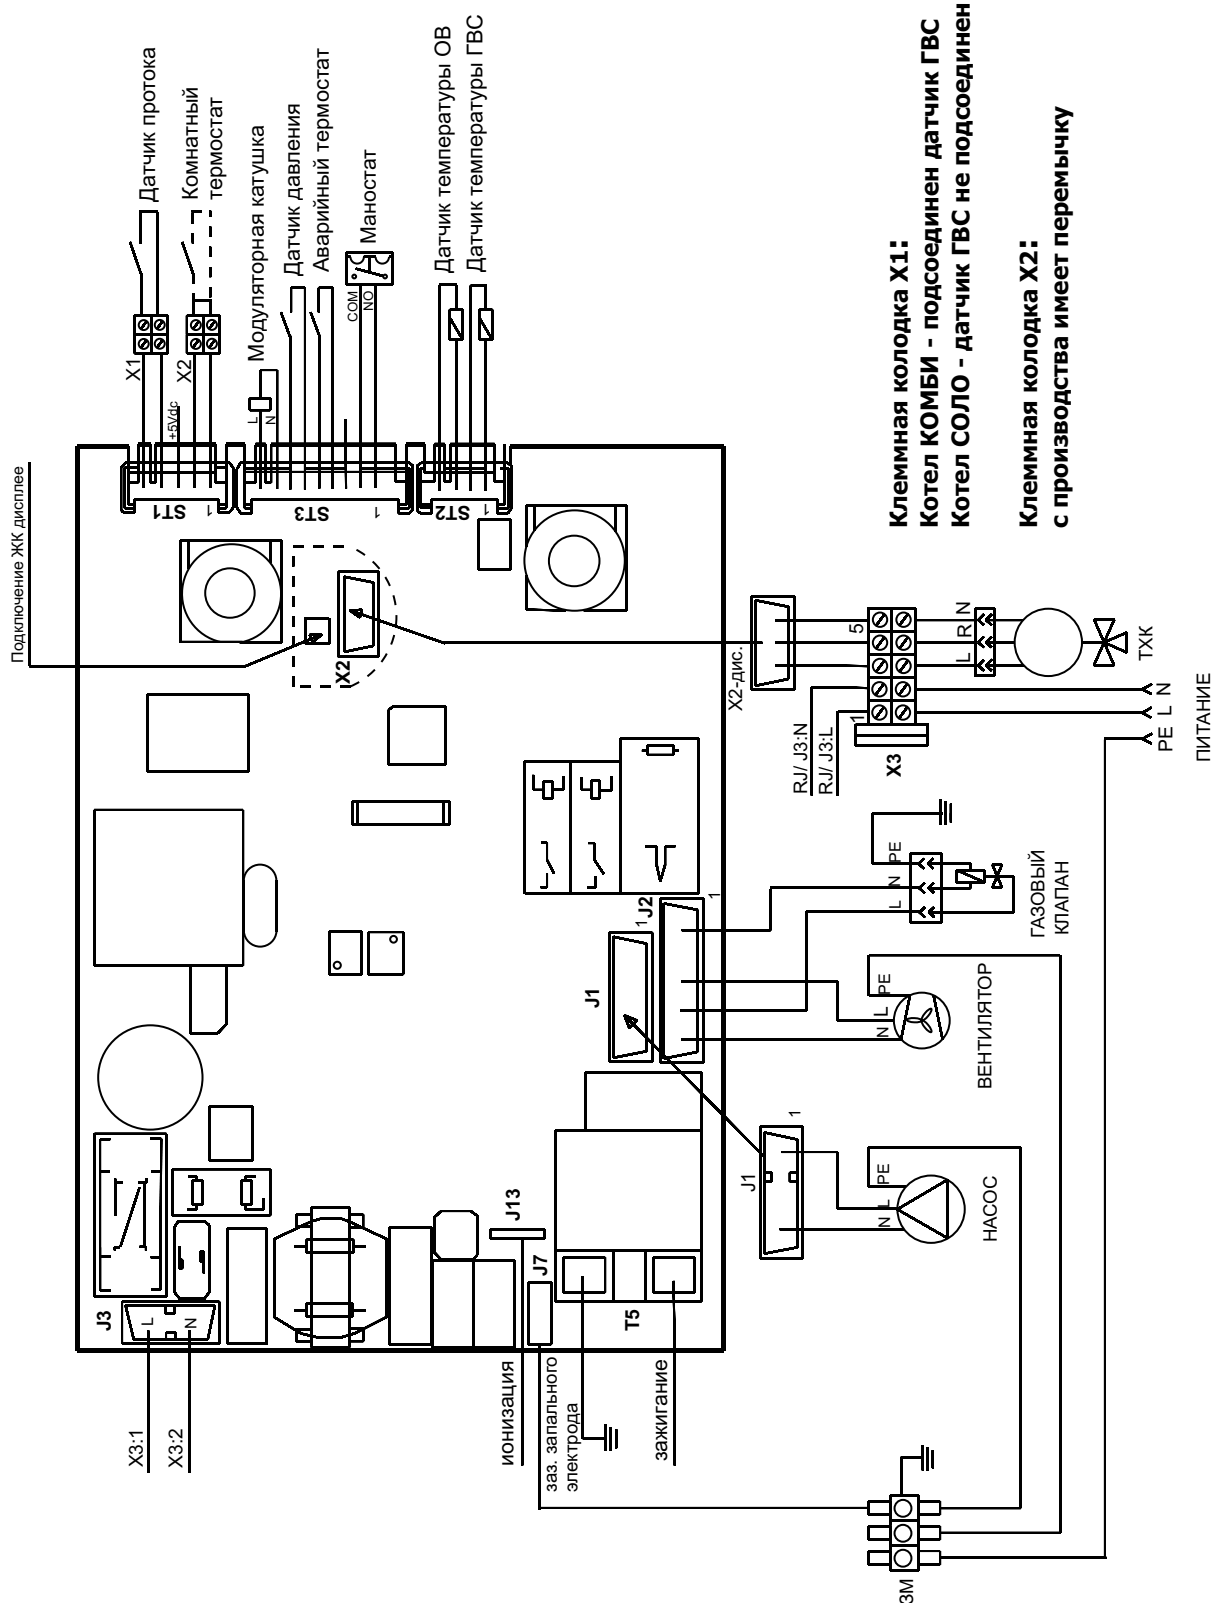 Подключение ЖК дисплее
X1
Датчик протока
+5Vdc
X2
Комнатный
термостат
L
N
Модуляторная катушка
Датчик давления
Аварийный термостат
COM
NO
Маностат
Датчик температуры ОВ
Датчик температуры ГВС
ST1
1
ST3
1
ST2
1
X2
Клеммная колодка X1:
Котел КОМБИ - подсоединен датчик ГВС
Котел СОЛО - датчик ГВС не подсоединен
Клеммная колодка X2:
с производства имеет перемычку
X2-дис.
RJ/ J3:N
RJ/ J3:L
1
5
X3
L
R
N
ТХК
PE
L
N
ПИТАНИЕ
J2
1
J1
1
L
N
PE
ГАЗОВЫЙ
КЛАПАН
N
L
PE
ВЕНТИЛЯТОР
J1
1
N
L
PE
НАСОС
J3
L
N
X3:1
X3:2
J13
J7
T5
ионизация
заз. запального
электрода
зажигание
ЗМ